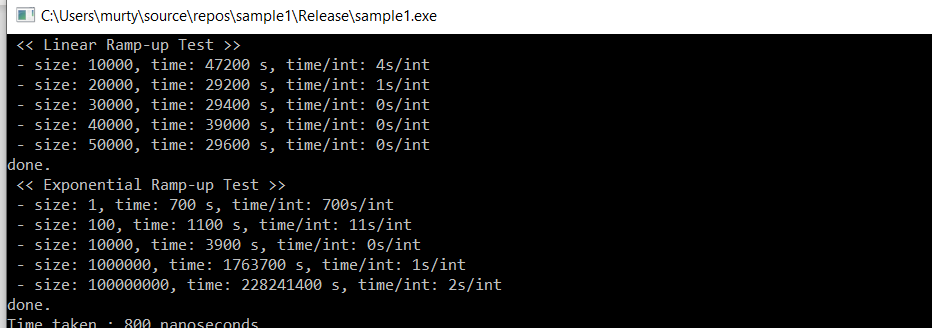 C:\Users\murty\source\repos\sample1\Release\sample1.exe
<< Linear Ramp-up Test >>
- size: 10000, time: 47200 s, time/int: 4s/int
- size: 20000, time: 29200 s, time/int: 1s/int
- size: 30000, time: 29400 s, time/int: 0s/int
- size: 40000, time: 39000 s, time/int: 0s/int
- size: 50000, time: 29600 s, time/int: 0s/int
done.
<< Exponential Ramp-up Test >>
- size: 1, time: 700 s, time/int: 700s/int
- size: 100, time: 1100 s, time/int: 11s/int
- size: 10000, time: 3900 s, time/int: 0s/int
- size: 1000000, time: 1763700 s, time/int: 1s/int
- size: 100000000, time: 228241400 s, time/int: 2s/int
done.
Time taken : 800 nanoseconds